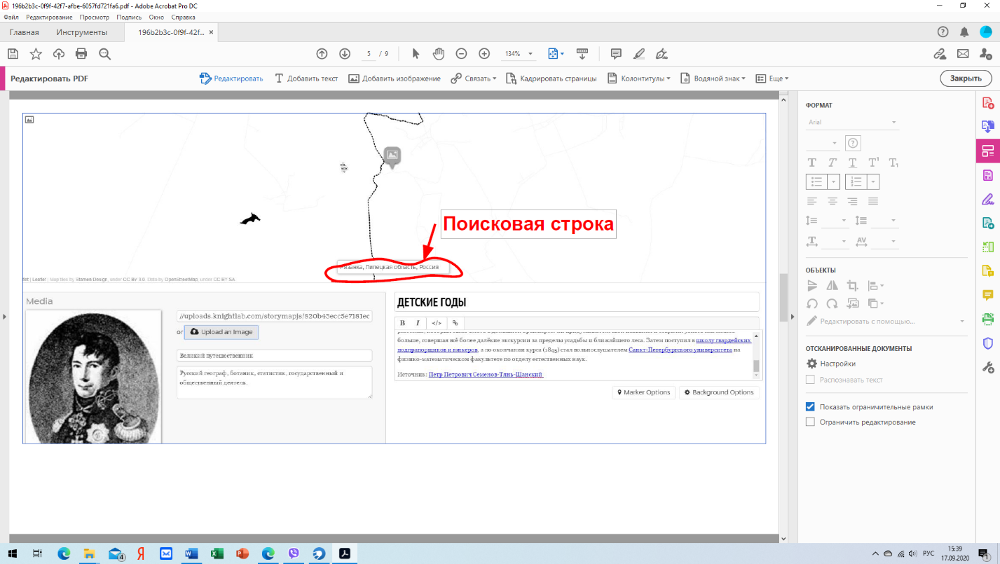 196b2b3c-0f9f-42f7-afbe-6057fd721fa6.pdf - Adobe Acrobat Pro DC
Файл Редактирование Просмотр Подпись Окно Справка
Главная Инструменты 196b2b3c-0f9f-42f... ×
5 / 9 134%
Редактировать PDF Редактировать Добавить текст Добавить изображение Связать Кадрировать страницы Колонтитулы Водяной знак Еще Закрыть
Поисковая строка
Рязанка, Липецкая область, Россия
Leaflet | Map tiles by Stamen Design, under CC BY 3.0. Data by OpenStreetMap, under CC BY SA.
Media
//uploads.knightlab.com/storymapjs/820b43ecc5e7181ec
or Upload an Image
Великий путешественник
Русский географ, ботаник, статистик, государственный и
общественный деятель.
ДЕТСКИЕ ГОДЫ
B I </>
больше, совершая всё более далёкие экскурсии за пределы усадьбы и ближайшего леса. Затем поступил в школу гвардейских
подпрапорщиков и юнкеров, а по окончании курса (1845) стал вольнослушателем Санкт-Петербургского университета на
физико-математическом факультете по отделу естественных наук.
Источник: Петр Петрович Семенов-Тянь-Шанский
Marker Options Background Options
ФОРМАТ
Arial
ОБЪЕКТЫ
Редактировать с помощью...
ОТСКАНИРОВАННЫЕ ДОКУМЕНТЫ
Настройки
Распознавать текст
Показать ограничительные рамки
Ограничить редактирование
4
РУС
15:39
17.09.2020
1